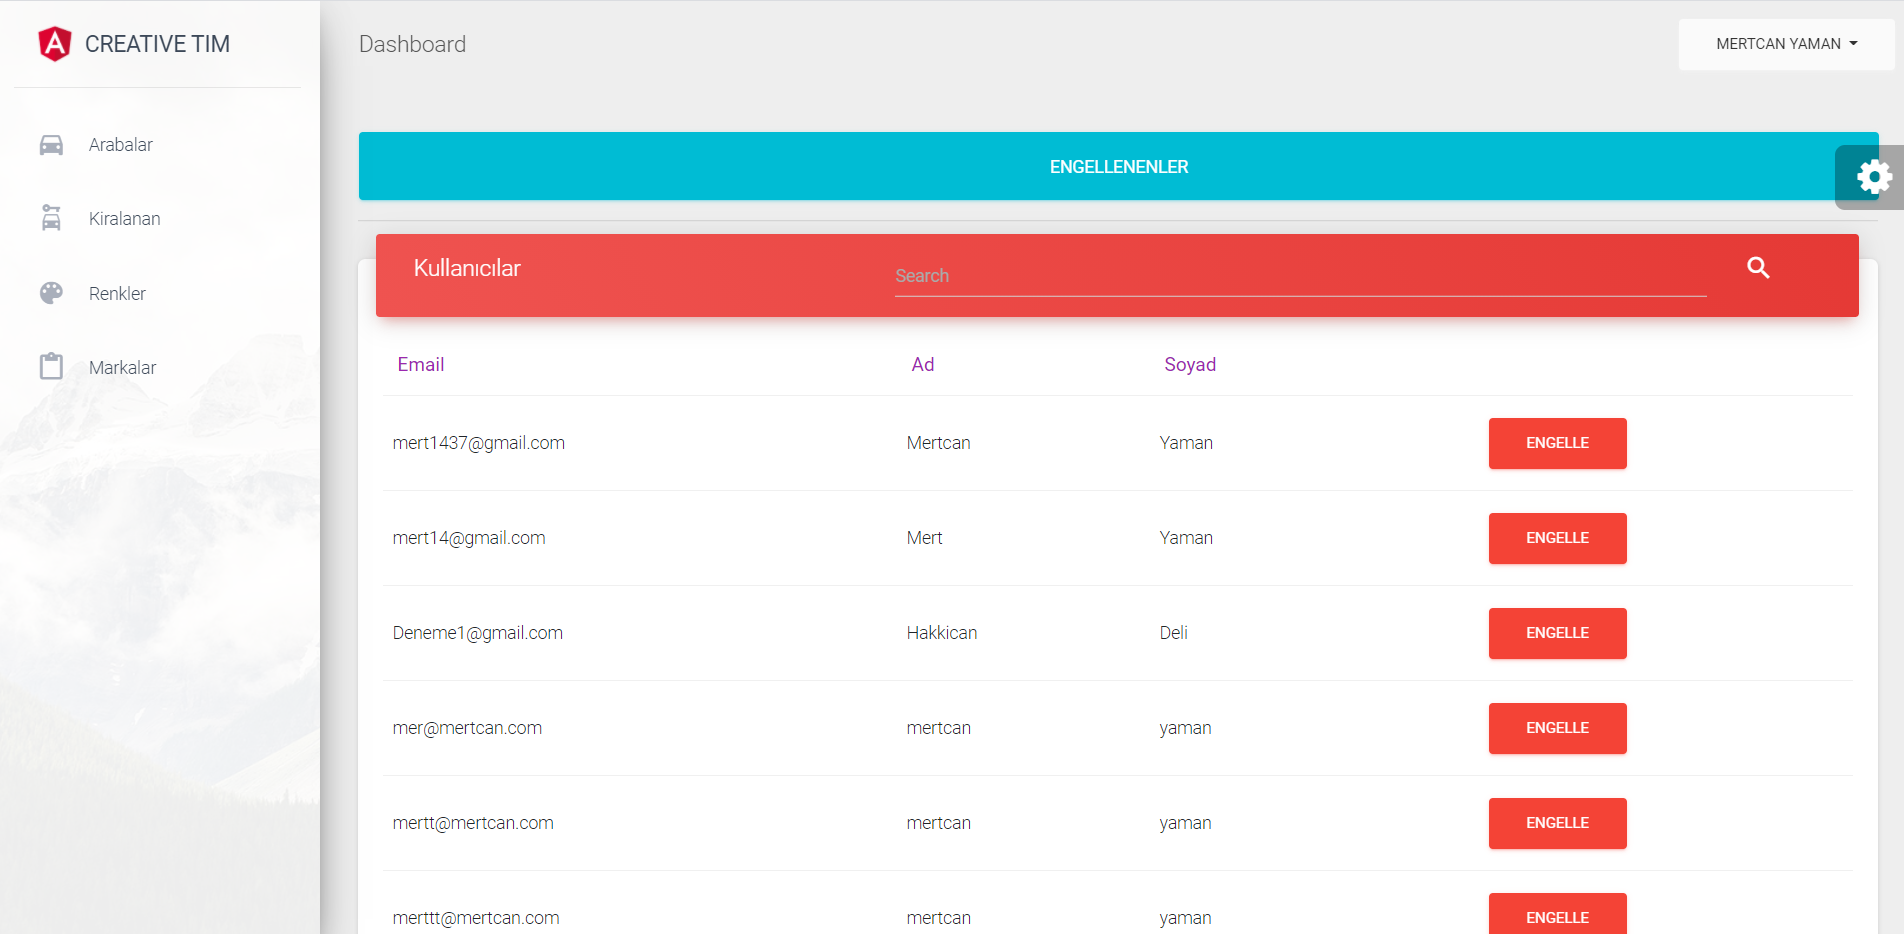 CREATIVE TIM
Dashboard
MERTCAN YAMAN
Arabalar
Kiralanan
Renkler
Markalar
ENGELLENENLER
Kullanıcılar
Search
Email Ad Soyad
mert1437@gmail.com Mertcan Yaman ENGELLE
mert14@gmail.com Mert Yaman ENGELLE
Deneme1@gmail.com Hakkican Deli ENGELLE
mer@mertcan.com mertcan yaman ENGELLE
mertt@mertcan.com mertcan yaman ENGELLE
merttt@mertcan.com mertcan yaman ENGELLE